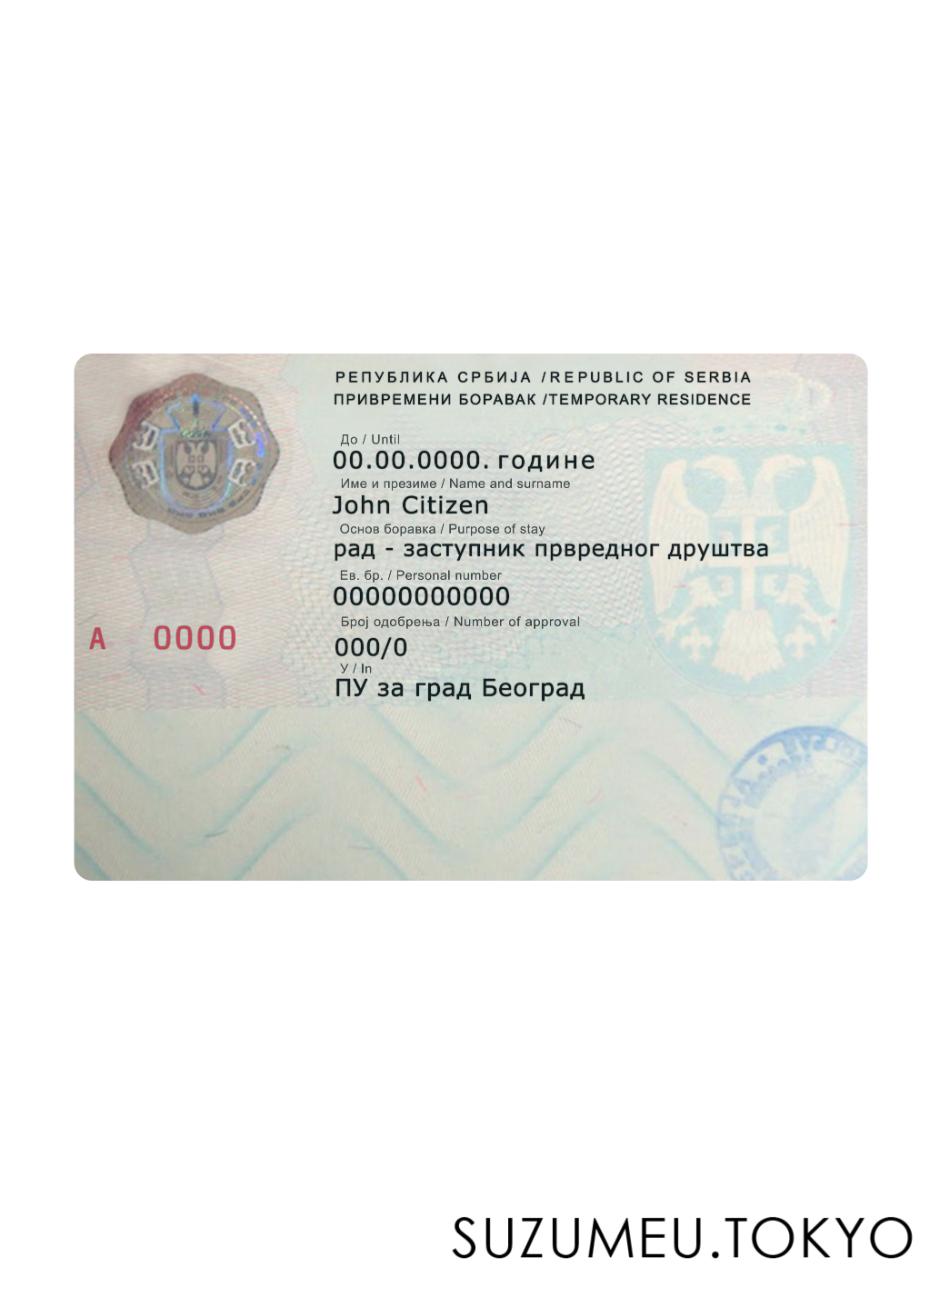 РЕПУБЛИКА СРБИЈА /REPUBLIC OF SERBIA
ПРИВРЕМЕНИ БОРАВАК /TEMPORARY RESIDENCE
До / Until
00.00.0000. године
Име и презиме / Name and surname
John Citizen
Основ боравка / Purpose of stay
рад - заступник првредног друштва
Ев. бр. / Personal number
00000000000
A 0000
Број одобрења / Number of approval
000/0
У / In
ПУ за град Београд
SUZUMEU.TOKYO